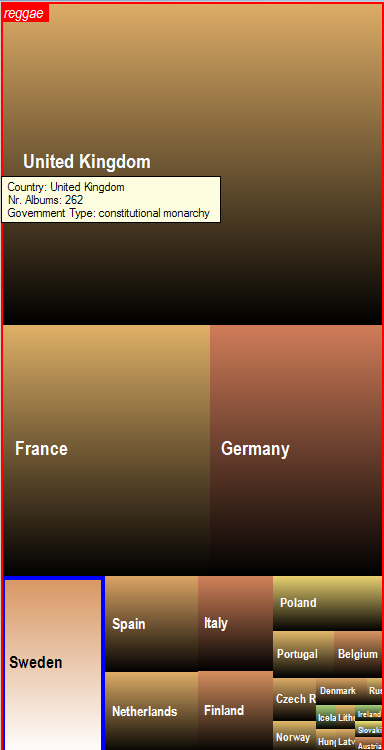 reggae
United Kingdom
Country: United Kingdom
Nr. Albums: 262
Government Type: constitutional monarchy
France
Germany
Sweden
Spain
Italy
Poland
Portugal
Belgium
Netherlands
Finland
Czech R
Denmark
Ru
Norway
Icela
Lith
Ireland
Slovaki
Hung
Latv
Austria